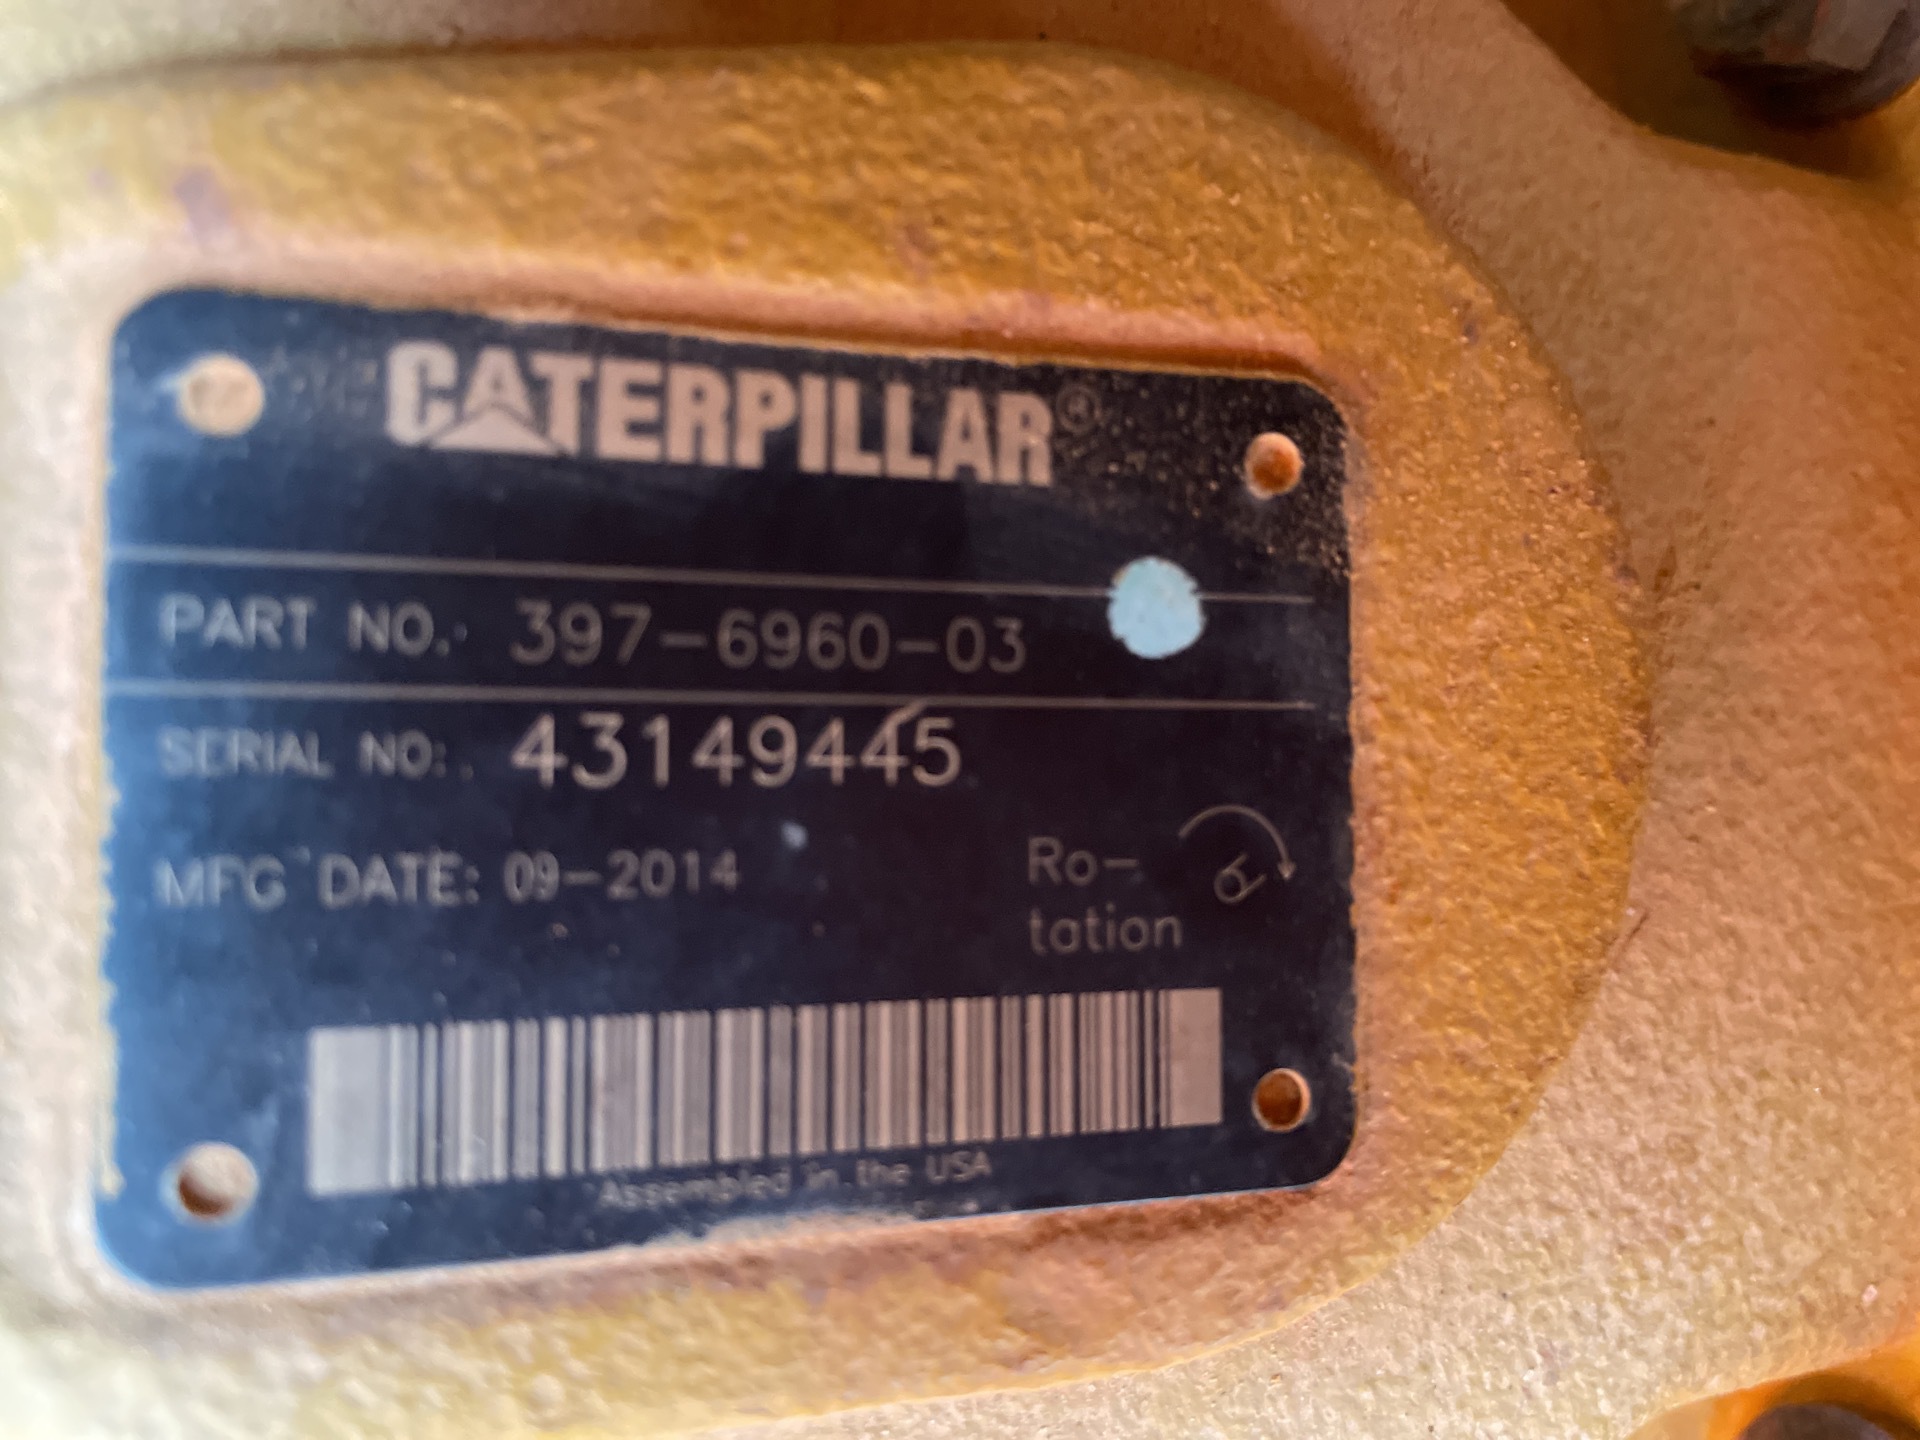 CATERPILLAR®
PART NO.: 397-6960-03
SERIAL NO: 43149445
MFG DATE: 09-2014
Ro-
tation
Assembled in the USA